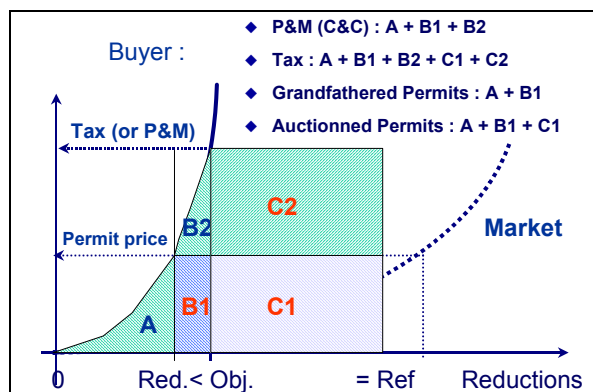 Buyer :
◆ P&M (C&C) : A + B1 + B2
◆ Tax : A + B1 + B2 + C1 + C2
◆ Grandfathered Permits : A + B1
◆ Auctionned Permits : A + B1 + C1
Tax (or P&M)
B2
C2
Market
Permit price
A
B1
C1
0
Red.< Obj.
= Ref
Reductions